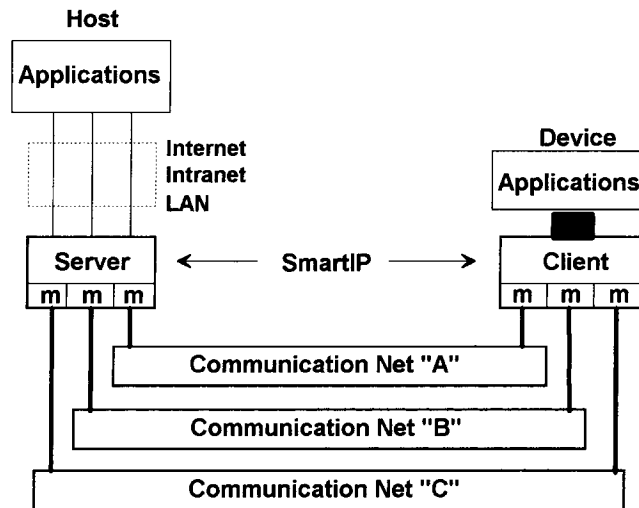 Host
Applications
Internet
Intranet
LAN
Device
Applications
Server
SmartIP
Client
m m m
m m m
Communication Net "A"
Communication Net "B"
Communication Net "C"